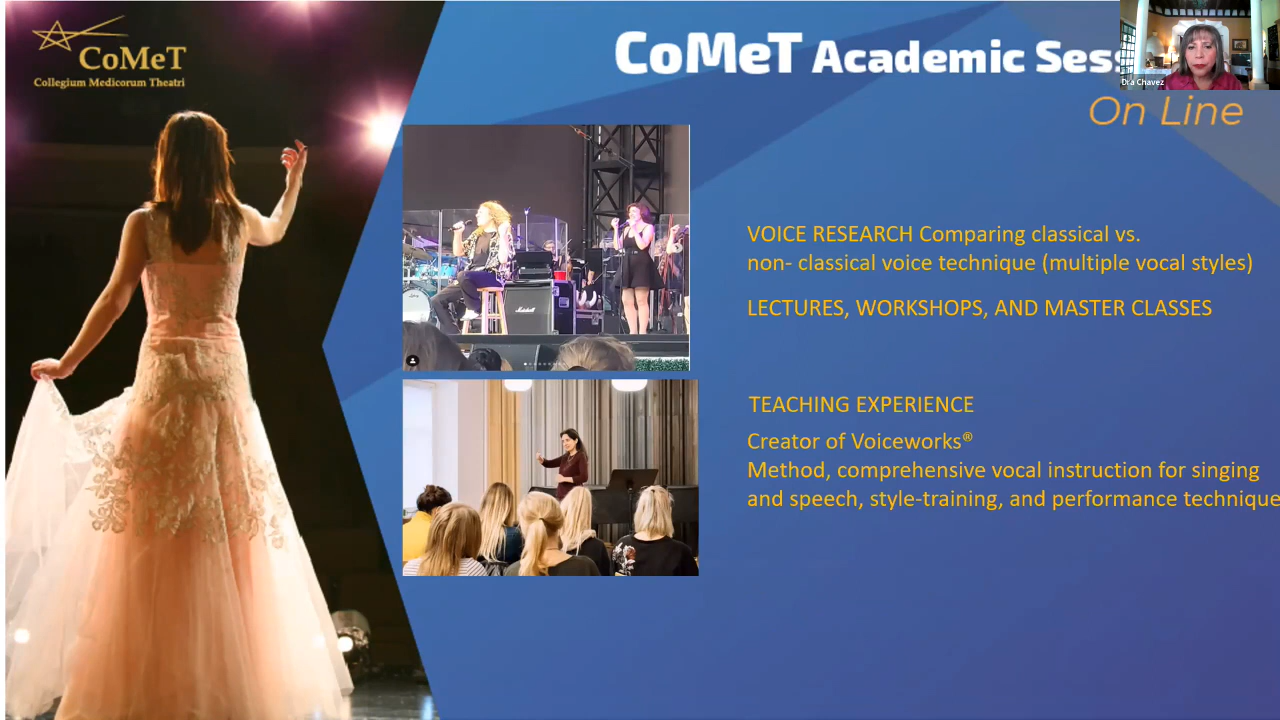 CoMeT
Collegium Medicorum Theatri
CoMeT Academic Sess
On Line
Dra Chavez
Marshall
VOICE RESEARCH Comparing classical vs.
non- classical voice technique (multiple vocal styles)
LECTURES, WORKSHOPS, AND MASTER CLASSES
TEACHING EXPERIENCE
Creator of Voiceworks®
Method, comprehensive vocal instruction for singing
and speech, style-training, and performance technique